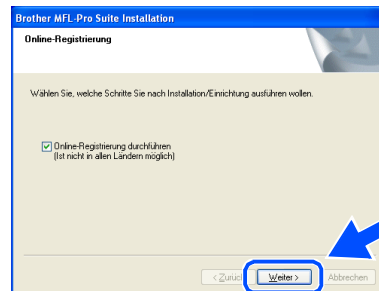 Brother MFL-Pro Suite Installation
Online-Registrierung
Wählen Sie, welche Schritte Sie nach Installation/Einrichtung ausführen wollen.
Online-Registrierung durchführen
(Ist nicht in allen Ländern möglich)
< Zurück Weiter > Abbrechen